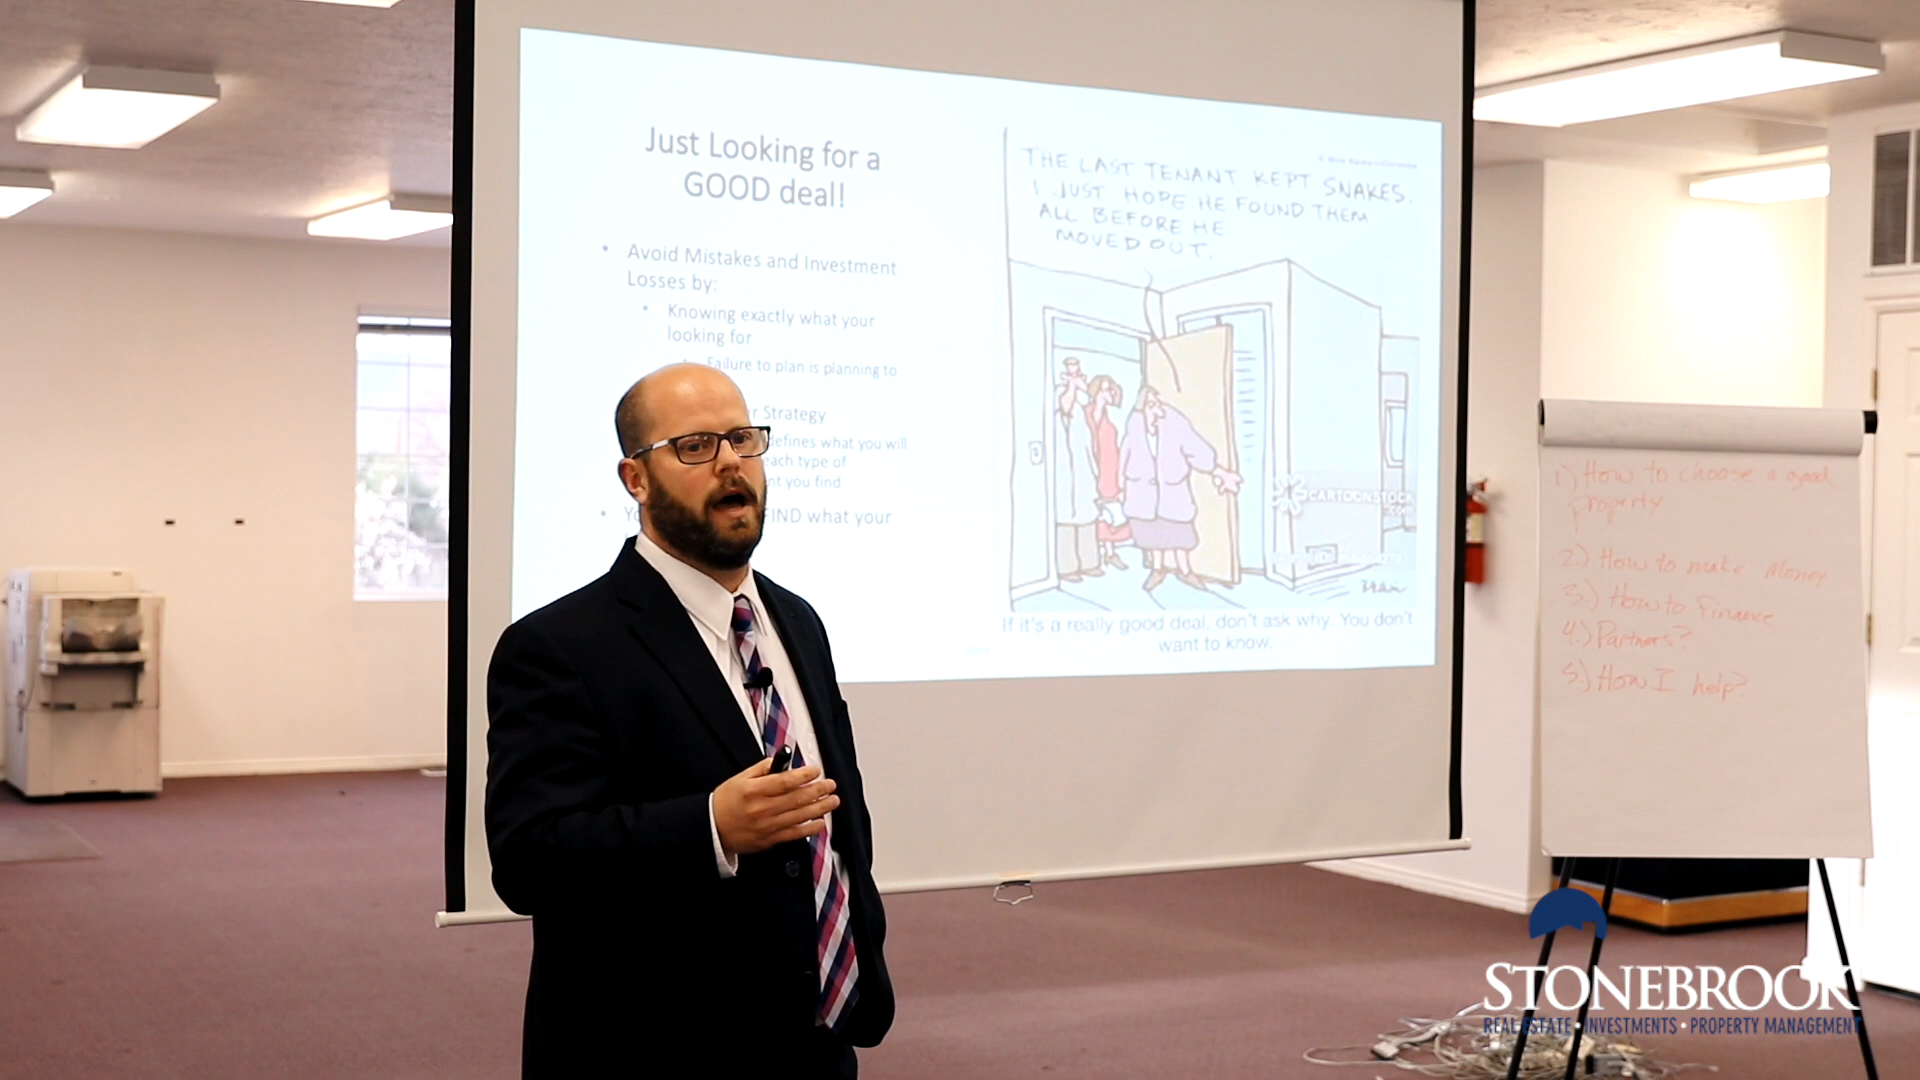 Just Looking for a
GOOD deal!
• Avoid Mistakes and Investment
Losses by:
• Knowing exactly what your
looking for
Failure to plan is planning to
Strategy
defines what you will
each type of
you find
• FIND what your
THE LAST TENANT KEPT SNAKES.
I JUST HOPE HE FOUND THEM
ALL BEFORE HE
MOVED OUT.
CARTOONSTOCK
.com
If it's a really good deal, don't ask why. You don't
want to know.
1.) How to choose a good
property
2.) How to make Money
3.) How to Finance
4.) Partners?
5.) How I help?
STONEBROOK
REAL ESTATE • INVESTMENTS • PROPERTY MANAGEMENT